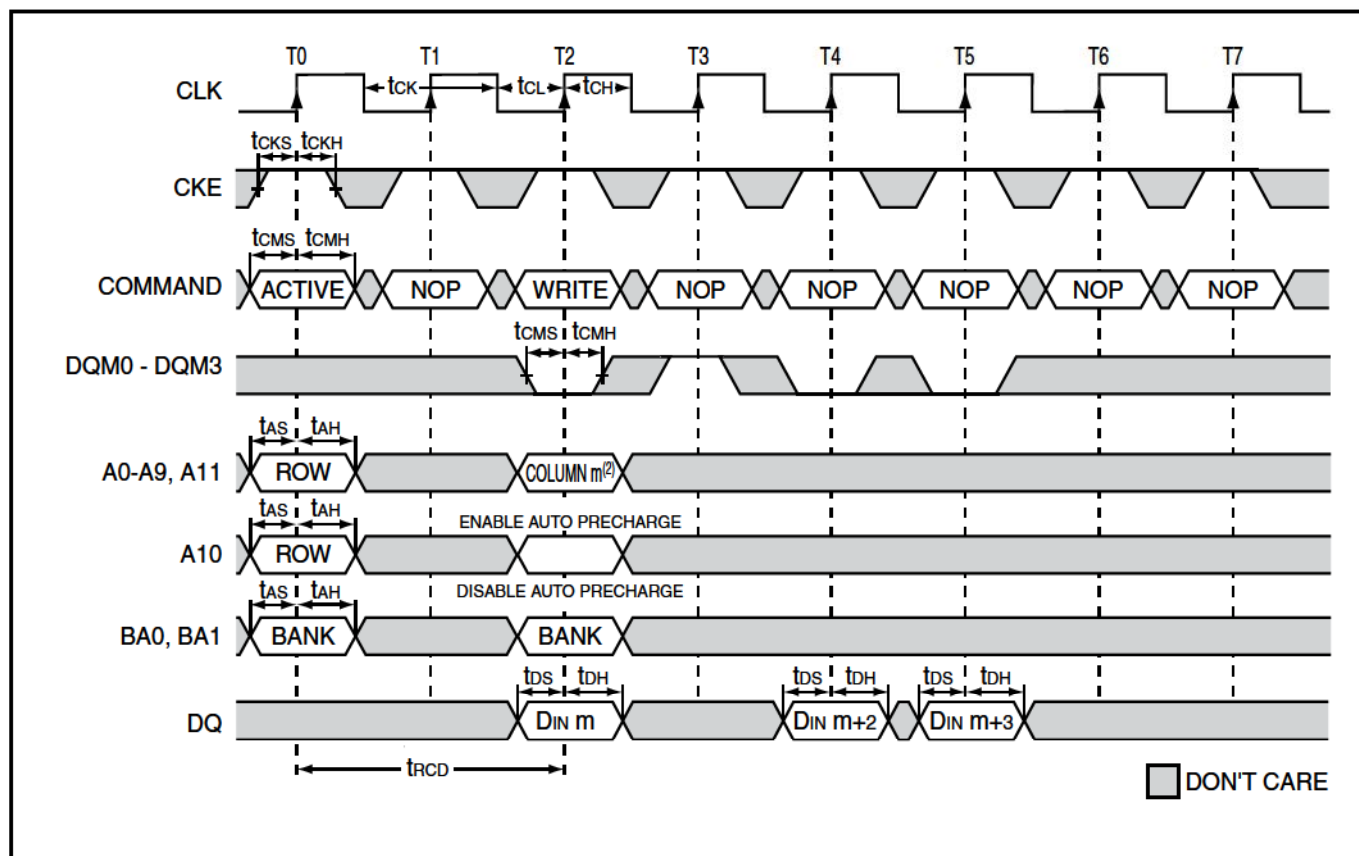 T0 T1 T2 T3 T4 T5 T6 T7
CLK tCK tCL tCH
tCKS tCKH
CKE
tCMS tCMH
COMMAND ACTIVE NOP WRITE NOP NOP NOP NOP NOP
tCMS tCMH
DQM0 - DQM3
tAS tAH
A0-A9, A11 ROW COLUMN m(2)
tAS tAH ENABLE AUTO PRECHARGE
A10 ROW
tAS tAH DISABLE AUTO PRECHARGE
BA0, BA1 BANK BANK
tDS tDH tDS tDH tDS tDH
DQ DIN m DIN m+2 DIN m+3
tRCD
DON'T CARE